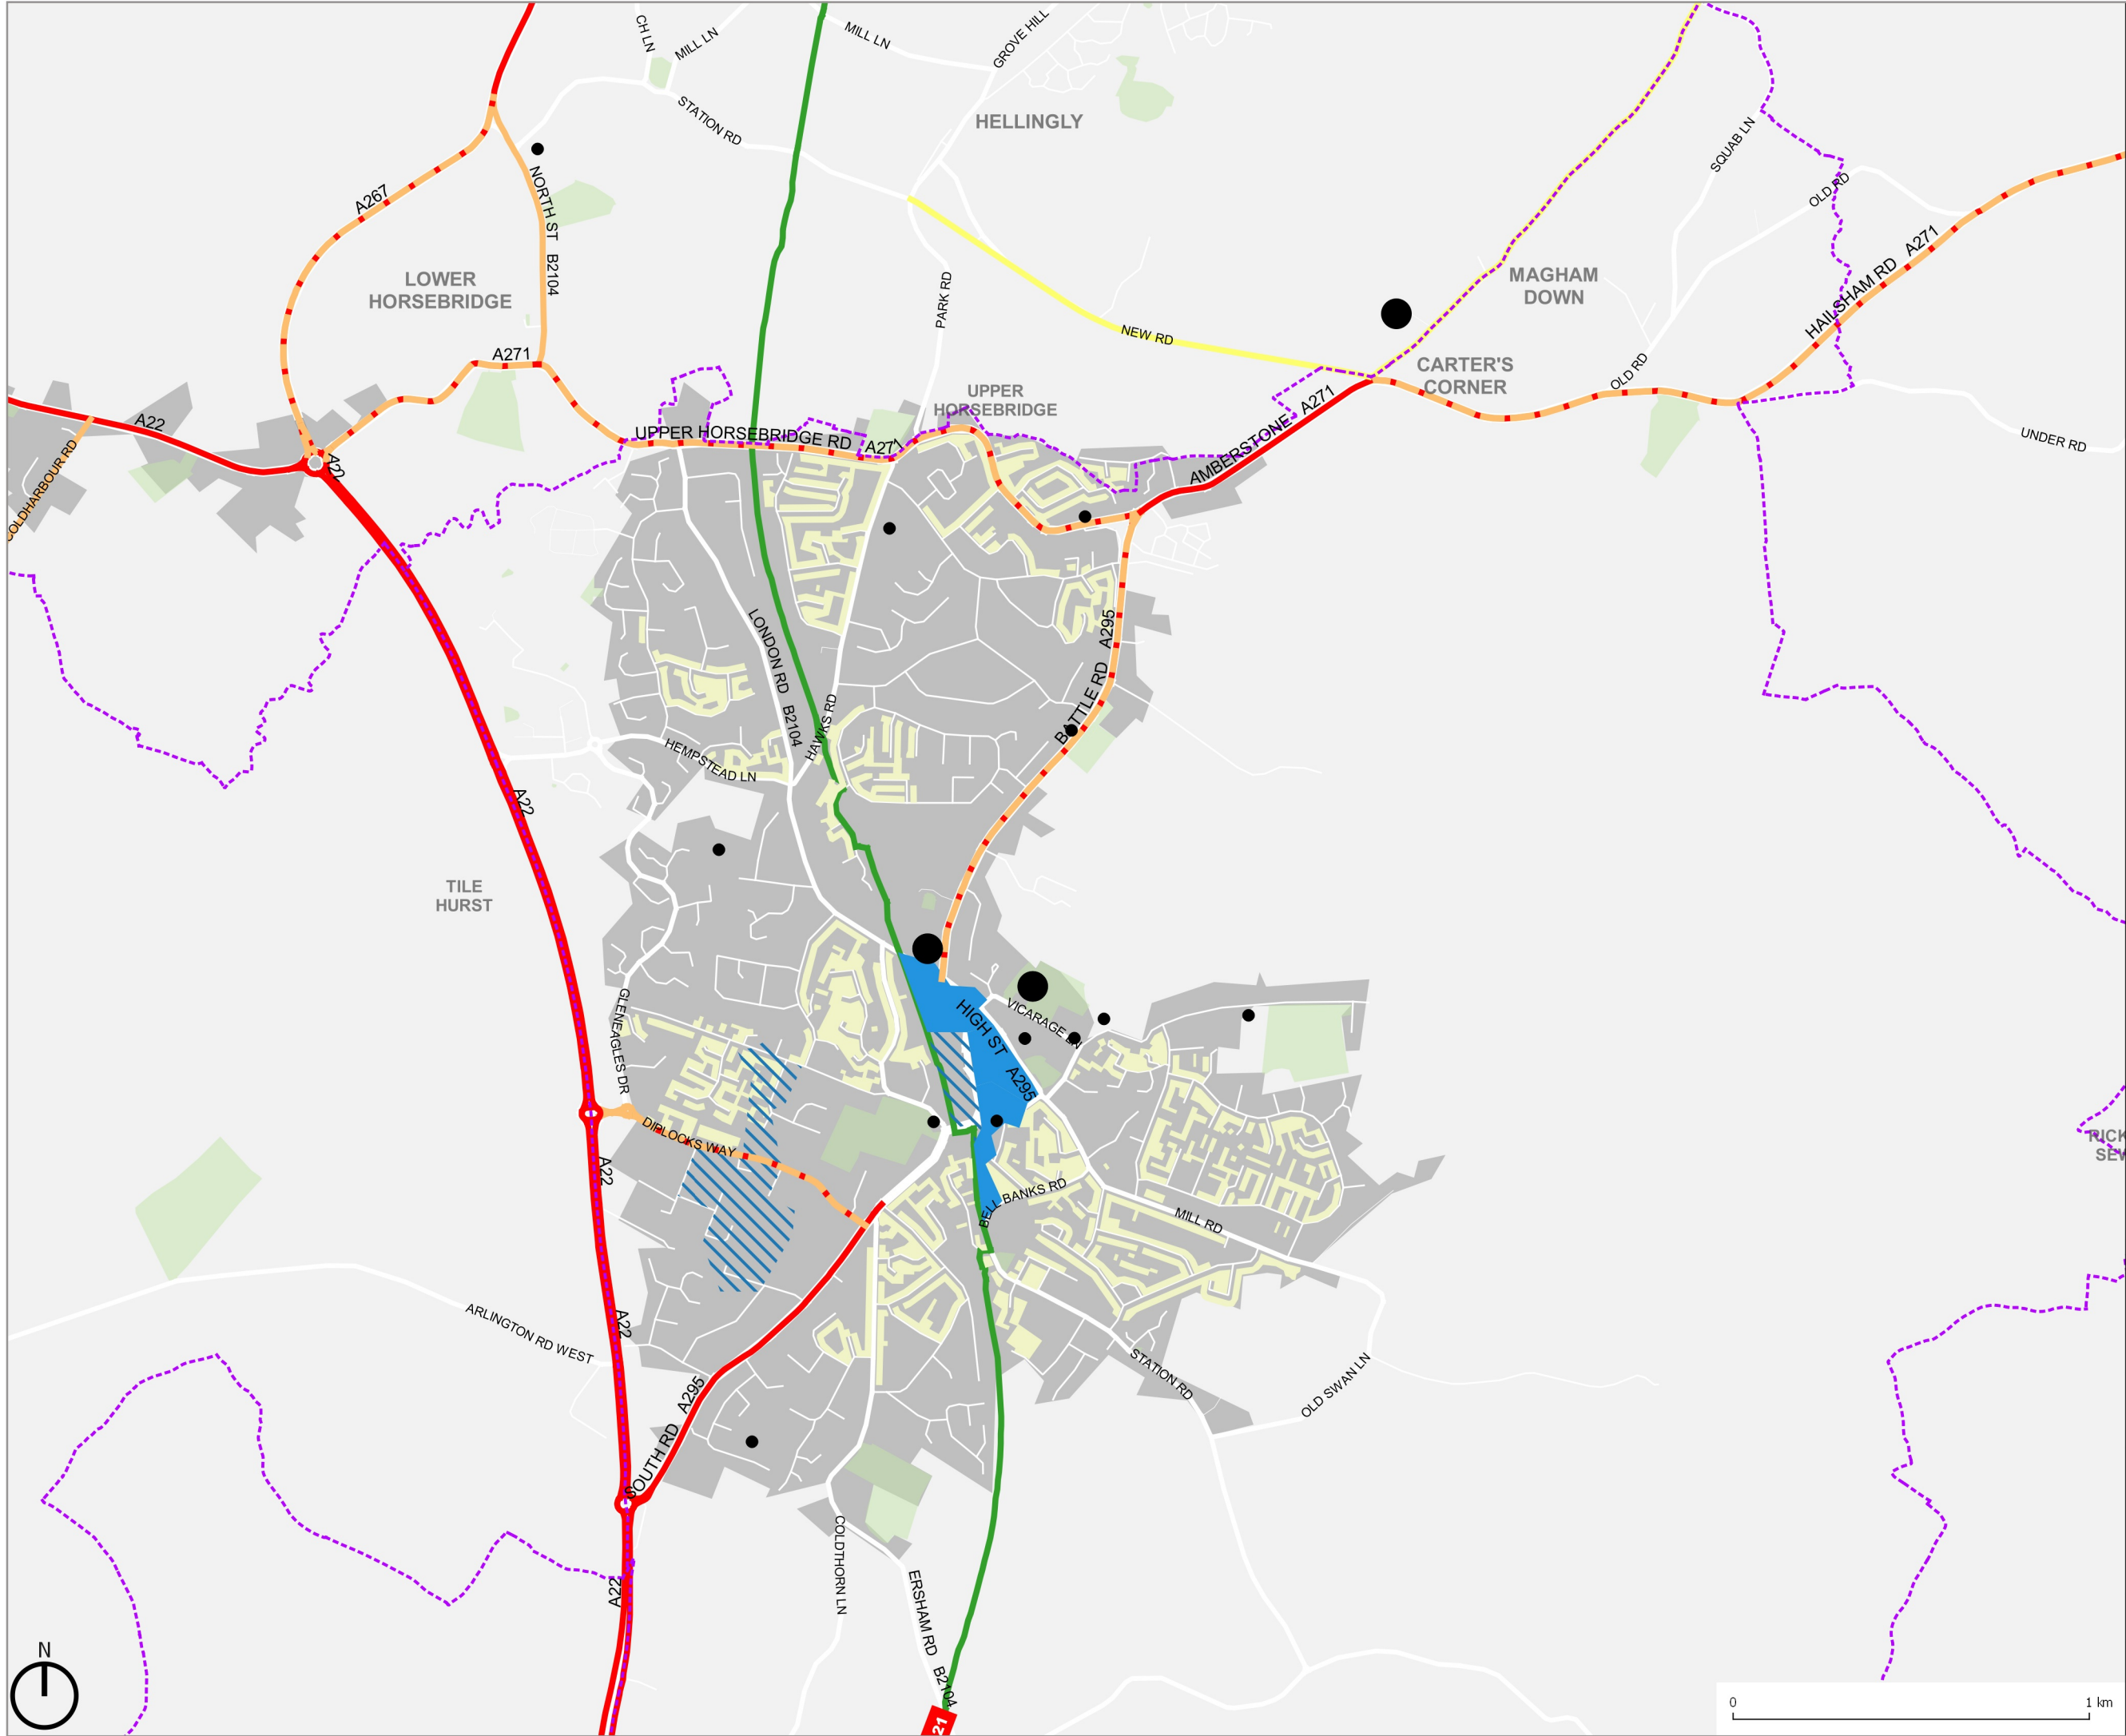 CH LN
MILL LN
MILL LN
GROVE HILL
STATION RD
HELLINGLY
SQUAB LN
OLD RD
A267
NORTH ST
B2104
LOWER
HORSEBRIDGE
PARK RD
MAGHAM
DOWN
HAILSHAM RD
A271
NEW RD
A271
CARTER'S
CORNER
OLD RD
UPPER
HORSEBRIDGE
A22
A22
COLDHARBOUR RD
UPPER HORSEBRIDGE RD
A271
AMBERSTONE
A271
UNDER RD
LONDON RD
B2104
HAWKS RD
A295
BATTLE RD
HEMPSTEAD LN
A22
TILE
HURST
GLENEAGLES DR
HIGH ST
A295
VICARAGE LN
DIPLOCKS WAY
A22
RICK
SEW
BELL BANKS RD
MILL RD
ARLINGTON RD WEST
A22
STATION RD
OLD SWAN LN
SOUTH RD
A295
COLDTHORN LN
ERSHAM RD
B2104
A22
N
21
0
1 km